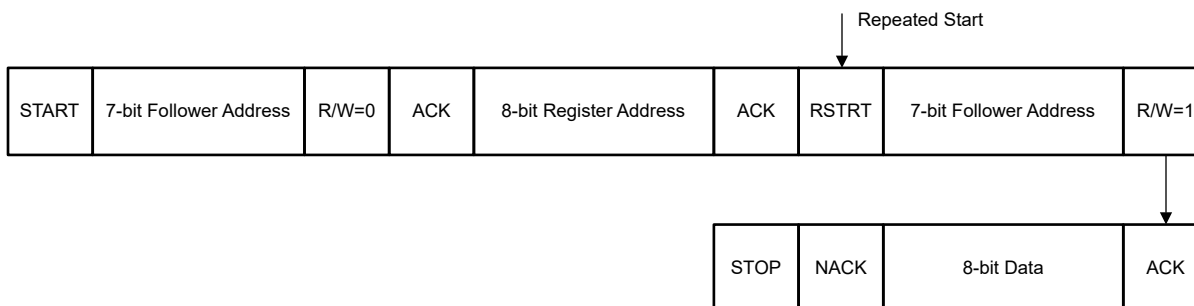 Repeated Start
START 7-bit Follower Address R/W=0 ACK 8-bit Register Address ACK RSTRT 7-bit Follower Address R/W=1
STOP NACK 8-bit Data ACK